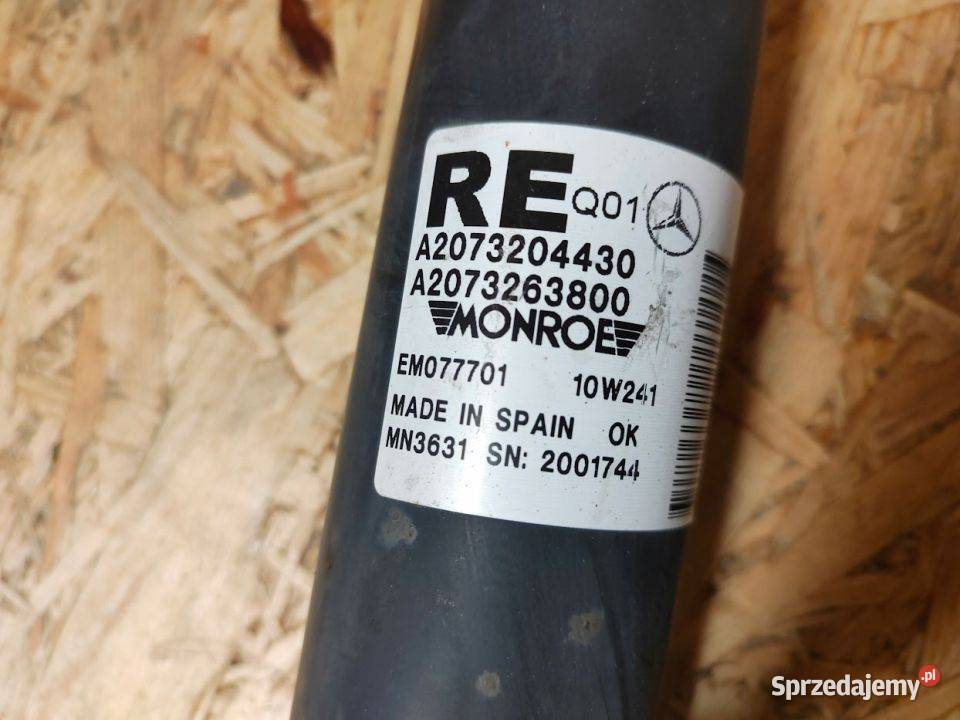 RE Q01
A2073204430
A2073263800
MONROE
EM077701 10W241
MADE IN SPAIN OK
MN3631 SN: 2001744
Sprzedajemy.pl